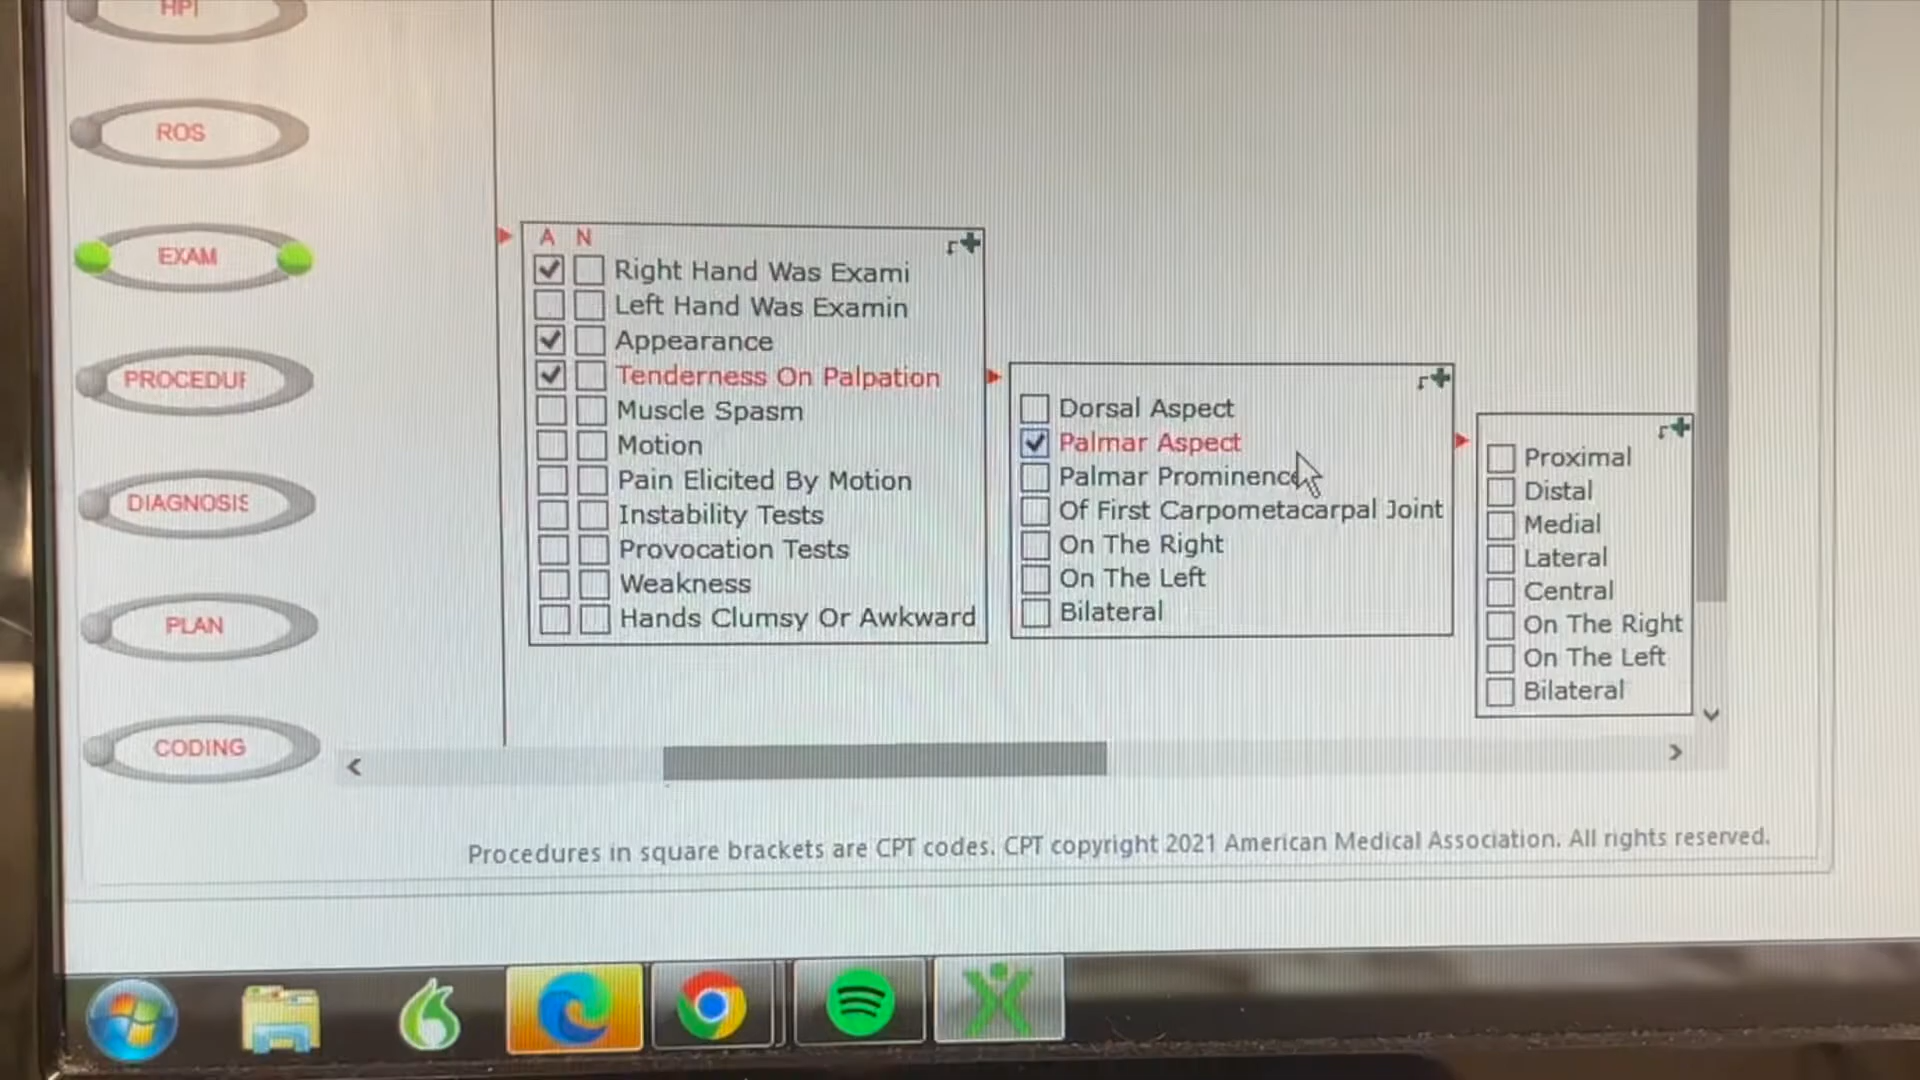 HPI
ROS
EXAM
PROCEDUR
DIAGNOSIS
PLAN
CODING
A N
Right Hand Was Exami
Left Hand Was Examin
Appearance
Tenderness On Palpation
Muscle Spasm
Motion
Pain Elicited By Motion
Instability Tests
Provocation Tests
Weakness
Hands Clumsy Or Awkward
Dorsal Aspect
Palmar Aspect
Palmar Prominence
Of First Carpometacarpal Joint
On The Right
On The Left
Bilateral
Proximal
Distal
Medial
Lateral
Central
On The Right
On The Left
Bilateral
Procedures in square brackets are CPT codes. CPT copyright 2021 American Medical Association. All rights reserved.